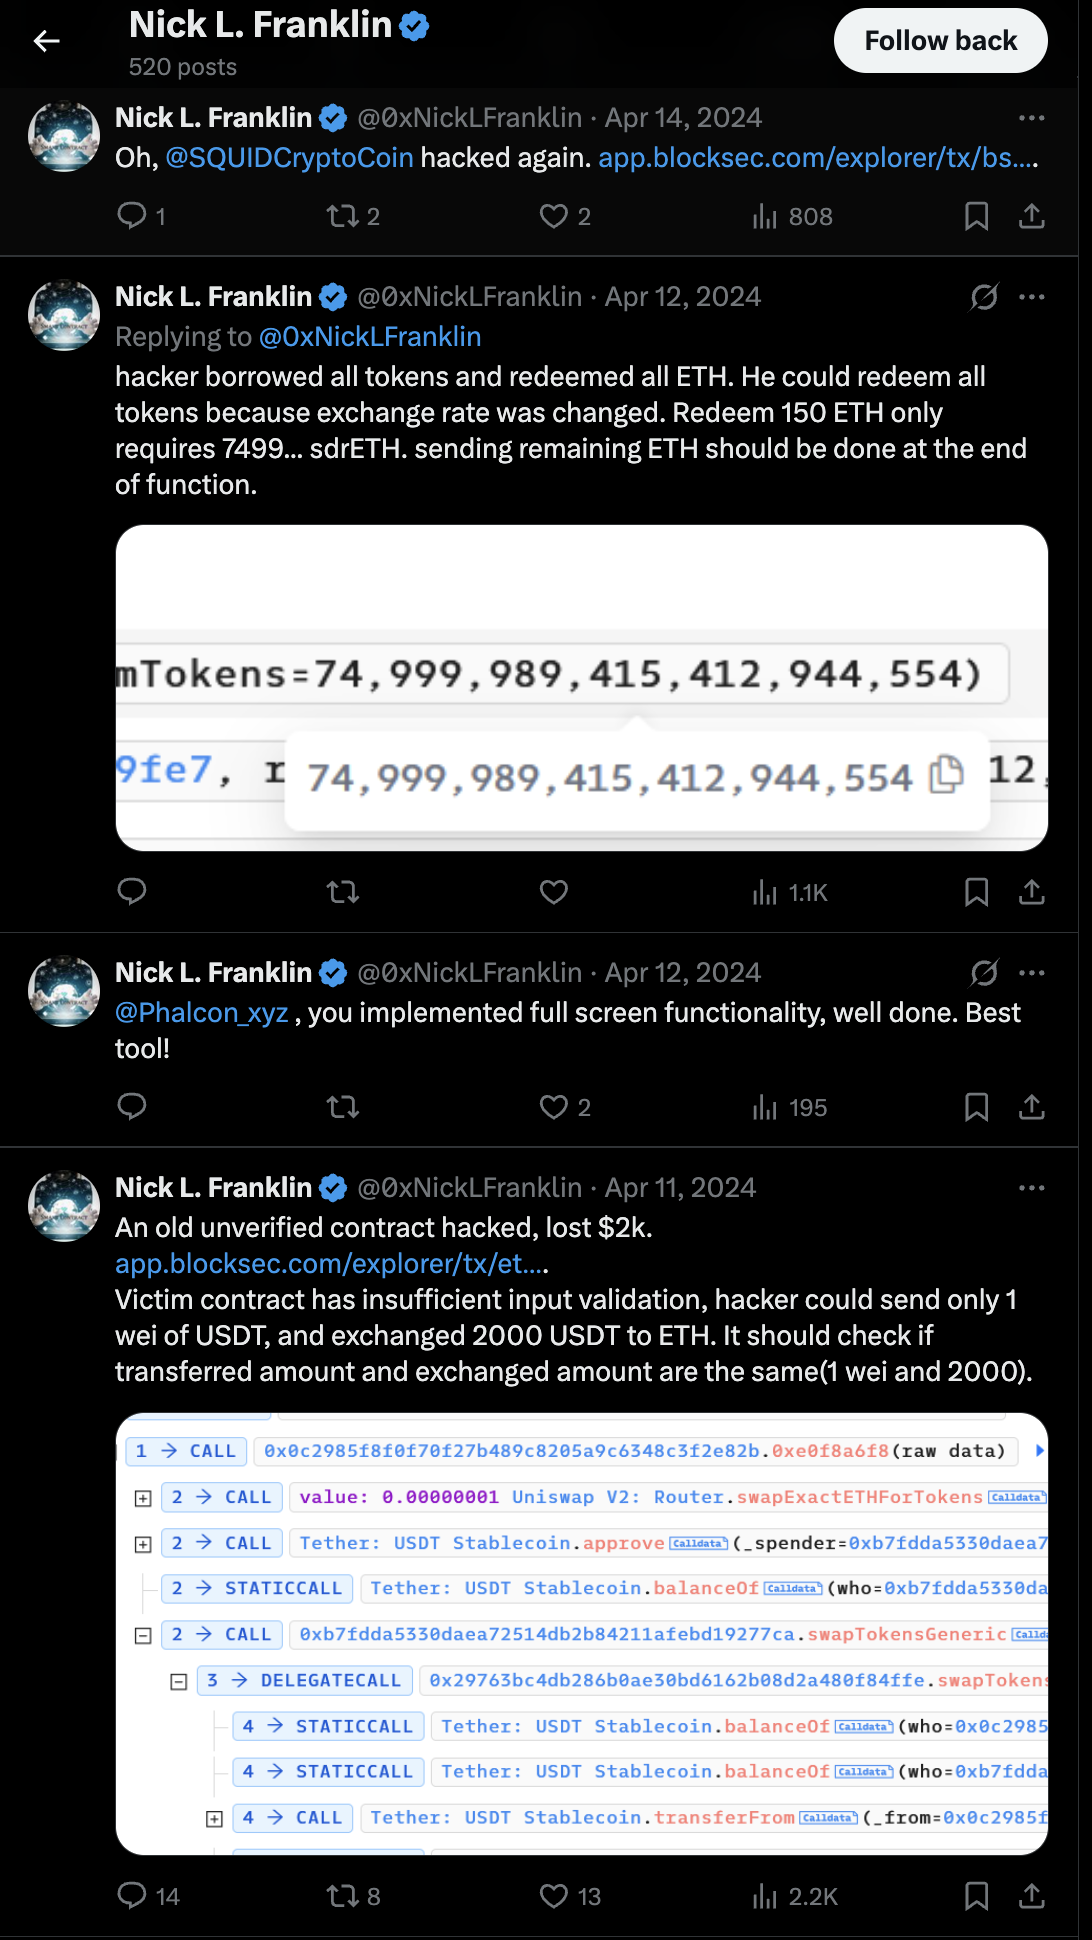 Nick L. Franklin
520 posts
Follow back
Nick L. Franklin @0xNickLFranklin · Apr 14, 2024
Oh, @SQUIDCryptoCoin hacked again. app.blocksec.com/explorer/tx/bs....
1 2 2 808
Nick L. Franklin @0xNickLFranklin · Apr 12, 2024
Replying to @0xNickLFranklin
hacker borrowed all tokens and redeemed all ETH. He could redeem all
tokens because exchange rate was changed. Redeem 150 ETH only
requires 7499... sdrETH. sending remaining ETH should be done at the end
of function.
mTokens=74,999,989,415,412,944,554)
9fe7, r 12,
74,999,989,415,412,944,554
1.1K
Nick L. Franklin @0xNickLFranklin · Apr 12, 2024
@Phalcon_xyz , you implemented full screen functionality, well done. Best
tool!
2 195
Nick L. Franklin @0xNickLFranklin · Apr 11, 2024
An old unverified contract hacked, lost $2k.
app.blocksec.com/explorer/tx/et....
Victim contract has insufficient input validation, hacker could send only 1
wei of USDT, and exchanged 2000 USDT to ETH. It should check if
transferred amount and exchanged amount are the same(1 wei and 2000).
1 → CALL 0x0c2985f8f0f70f27b489c8205a9c6348c3f2e82b.0xe0f8a6f8(raw data)
2 → CALL value: 0.00000001 Uniswap V2: Router.swapExactETHForTokens Calldata
2 → CALL Tether: USDT Stablecoin.approve Calldata (_spender=0xb7fdda5330daea7
2 → STATICCALL Tether: USDT Stablecoin.balanceOf Calldata (who=0xb7fdda5330da
2 → CALL 0xb7fdda5330daea72514db2b84211afebd19277ca.swapTokensGeneric Callda
3 → DELEGATECALL 0x29763bc4db286b0ae30bd6162b08d2a480f84ffe.swapTokens
4 → STATICCALL Tether: USDT Stablecoin.balanceOf Calldata (who=0x0c2985
4 → STATICCALL Tether: USDT Stablecoin.balanceOf Calldata (who=0xb7fdda
4 → CALL Tether: USDT Stablecoin.transferFrom Calldata (_from=0x0c2985f
14 8 13 2.2K